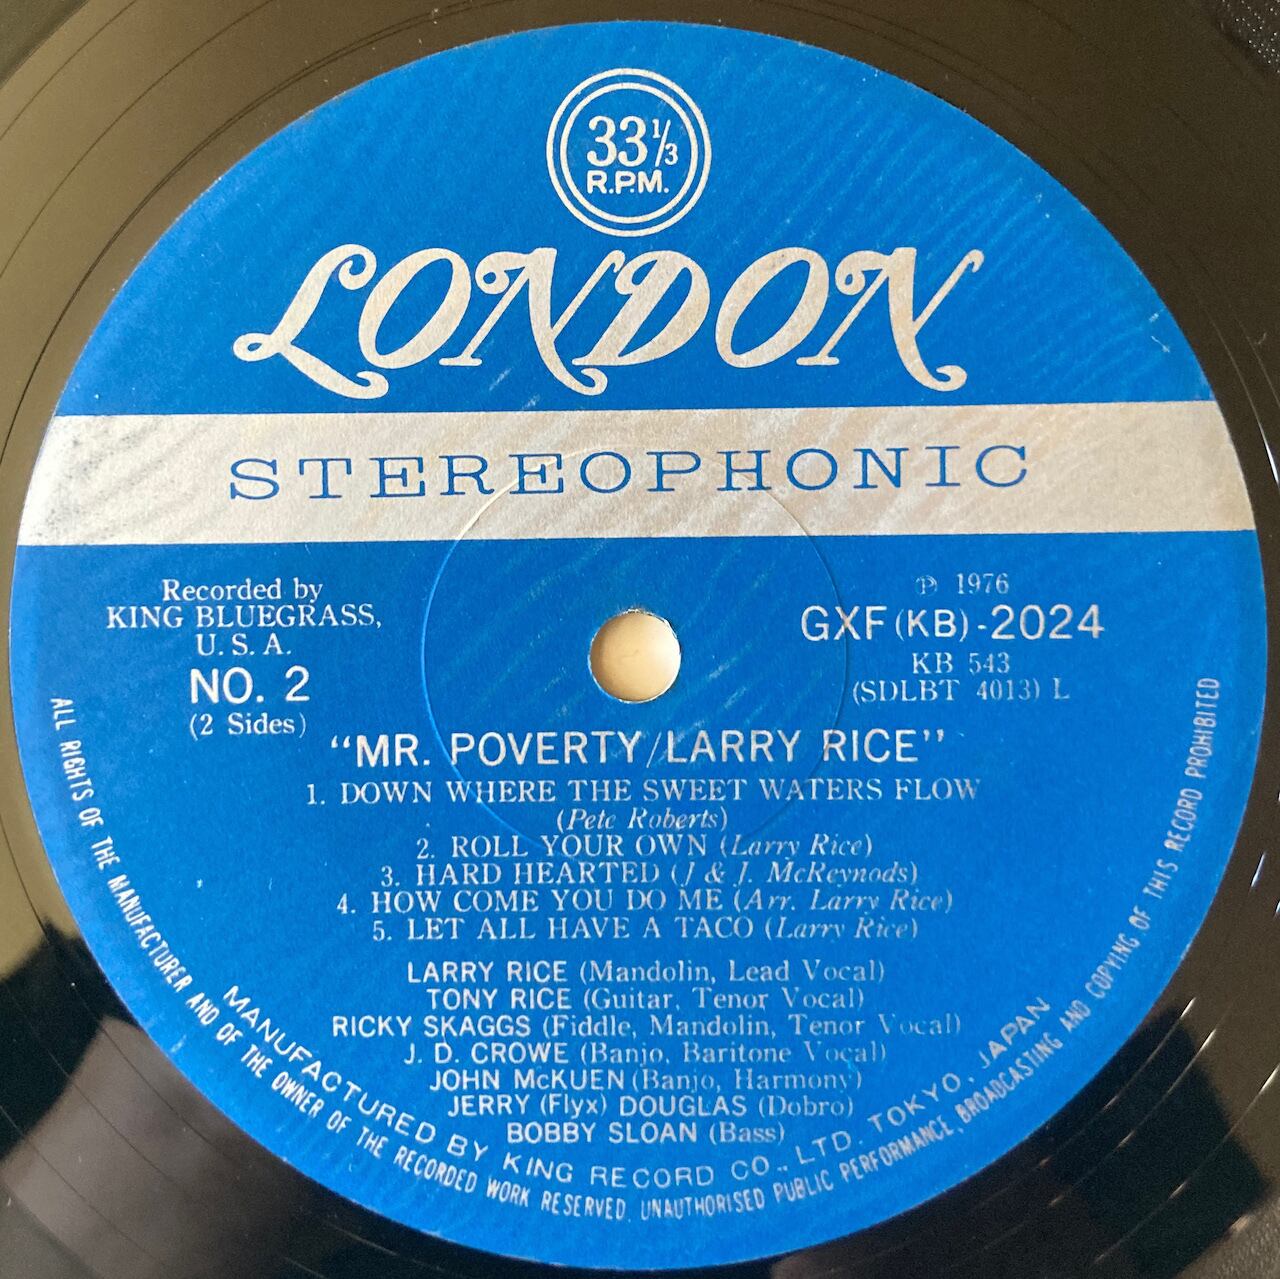 33⅓
R.P.M.
LONDON
STEREOPHONIC
Recorded by
KING BLUEGRASS,
U. S. A.
NO. 2
(2 Sides)
℗ 1976
GXF(KB)-2024
KB 543
(SDLBT 4013) L
"MR. POVERTY/LARRY RICE"
1. DOWN WHERE THE SWEET WATERS FLOW
(Pete Roberts)
2. ROLL YOUR OWN (Larry Rice)
3. HARD HEARTED (J & J. McReynods)
4. HOW COME YOU DO ME (Arr. Larry Rice)
5. LET ALL HAVE A TACO (Larry Rice)
LARRY RICE (Mandolin, Lead Vocal)
TONY RICE (Guitar, Tenor Vocal)
RICKY SKAGGS (Fiddle, Mandolin, Tenor Vocal)
J. D. CROWE (Banjo, Baritone Vocal)
JOHN McKUEN (Banjo, Harmony)
JERRY (Flyx) DOUGLAS (Dobro)
BOBBY SLOAN (Bass)
MANUFACTURED BY KING RECORD CO., LTD. TOKYO, JAPAN
ALL RIGHTS OF THE MANUFACTURER AND OF THE OWNER OF THE RECORDED WORK RESERVED. UNAUTHORISED PUBLIC PERFORMANCE, BROADCASTING AND COPYING OF THIS RECORD PROHIBITED